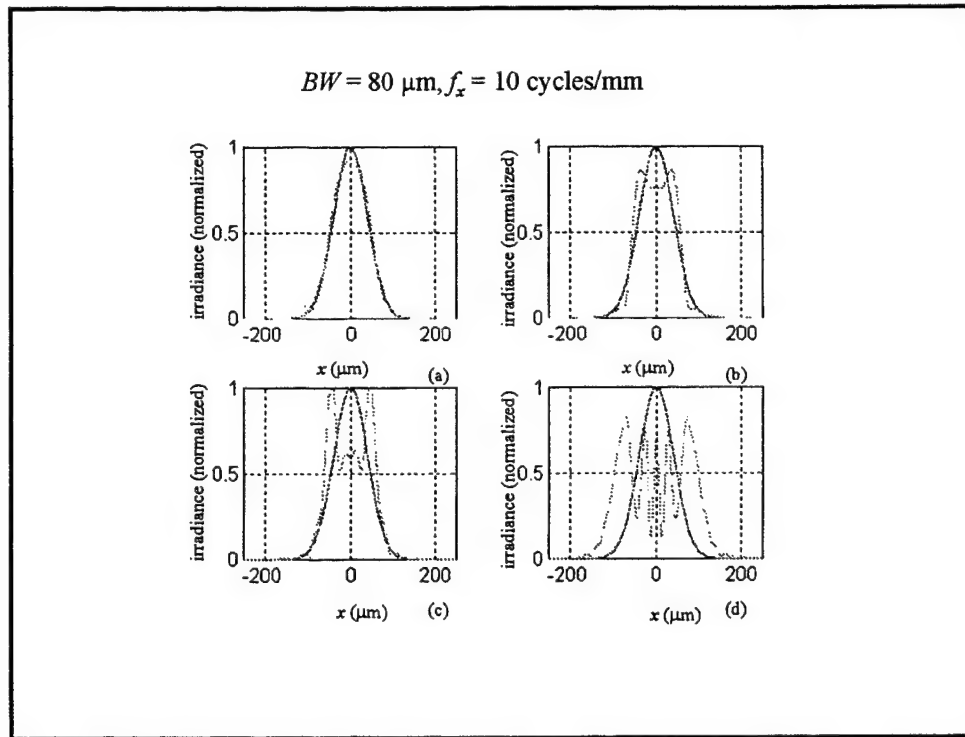 BW = 80 μm, fx = 10 cycles/mm
irradiance (normalized)
1
0.5
0
-200
0
200
x (μm)
(a)
irradiance (normalized)
1
0.5
0
-200
0
200
x (μm)
(b)
irradiance (normalized)
1
0.5
0
-200
0
200
x (μm)
(c)
irradiance (normalized)
1
0.5
0
-200
0
200
x (μm)
(d)